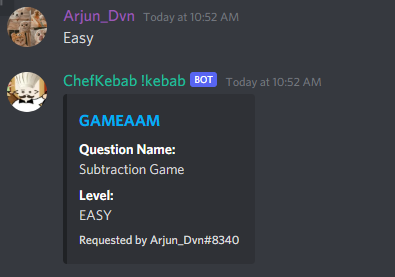 Arjun_Dvn Today at 10:52 AM
Easy
ChefKebab !kebab BOT Today at 10:52 AM
GAMEAAM
Question Name:
Subtraction Game
Level:
EASY
Requested by Arjun_Dvn#8340